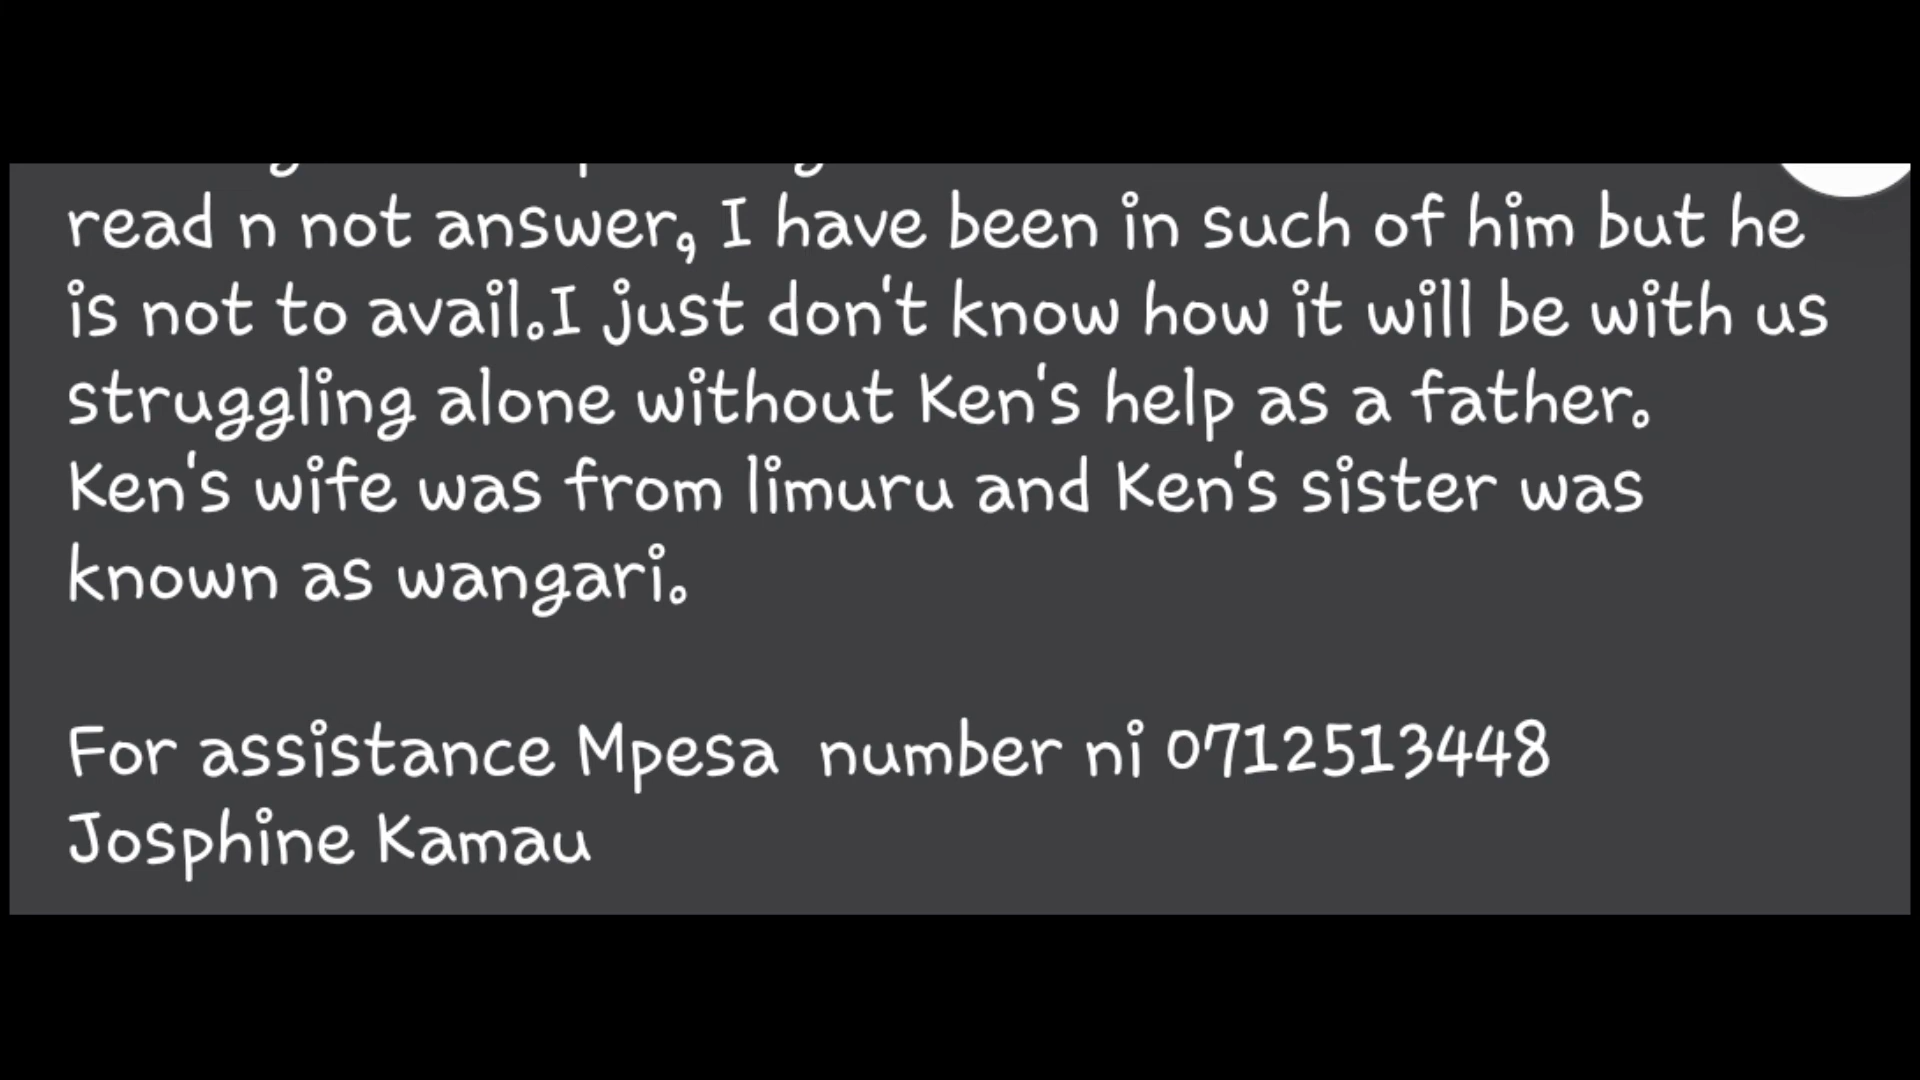 read n not answer, I have been in such of him but he
is not to avail.I just don't know how it will be with us
struggling alone without Ken's help as a father.
Ken's wife was from limuru and Ken's sister was
known as wangari.
For assistance Mpesa  number ni 0712513448
Josphine Kamau